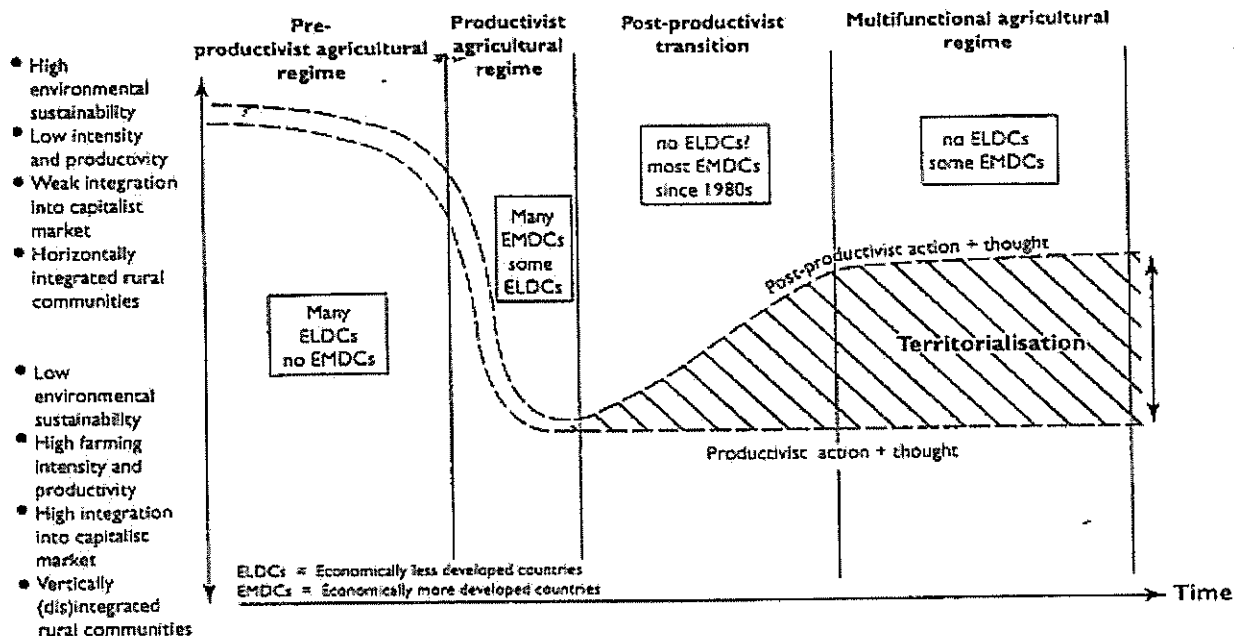 Pre-
productivist agricultural
regime
Productivist
agricultural
regime
Post-productivist
transition
Multifunctional agricultural
regime
• High
environmental
sustainability
• Low intensity
and productivity
• Weak integration
into capitalist
market
• Horizontally
integrated rural
communities
• Low
environmental
sustainability
• High farming
intensity and
productivity
• High integration
into capitalist
market
• Vertically
(dis)integrated
rural communities
Many
ELDCs
no EMDCs
Many
EMDCs
some
ELDCs
no ELDCs?
most EMDCs
since 1980s
no ELDCs
some EMDCs
Post-productivist action + thought
Territorialisation
Productivist action + thought
ELDCs = Economically less developed countries
EMDCs = Economically more developed countries
Time